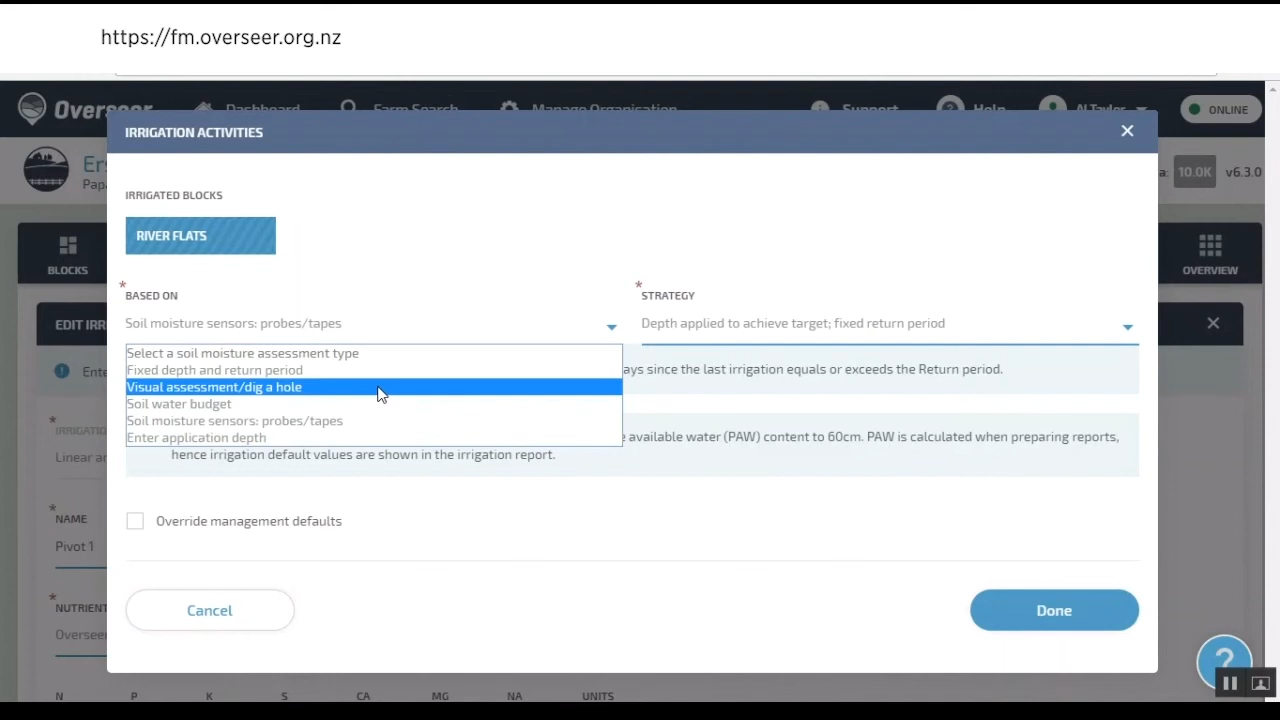 https://fm.overseer.org.nz
Overseer Dashboard Farm Search Manage Organisation Support Help Al Taylor ONLINE
10.0K v6.3.0
IRRIGATION ACTIVITIES
IRRIGATED BLOCKS
RIVER FLATS
BLOCKS
OVERVIEW
* BASED ON
* STRATEGY
EDIT IRR
Soil moisture sensors: probes/tapes
Depth applied to achieve target; fixed return period
Select a soil moisture assessment type
Fixed depth and return period
Visual assessment/dig a hole
Soil water budget
Soil moisture sensors: probes/tapes
Enter application depth
ays since the last irrigation equals or exceeds the Return period.
e available water (PAW) content to 60cm. PAW is calculated when preparing reports,
hence irrigation default values are shown in the irrigation report.
Override management defaults
* NAME
Pivot 1
Cancel
Done
* NUTRIENT
Overseer
N P K S CA MG NA UNITS